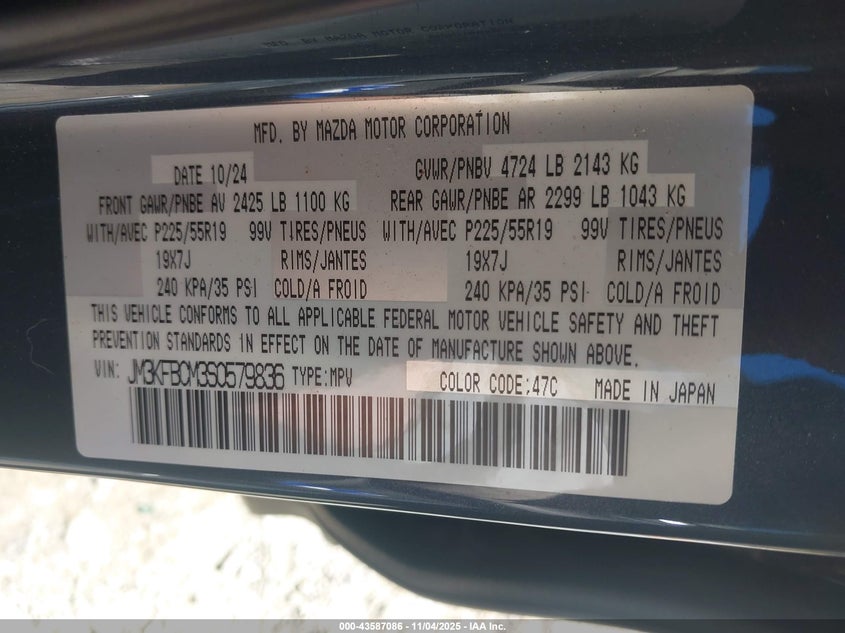 MFD. BY MAZDA MOTOR CORPORATION
MFD. BY MAZDA MOTOR CORPORATION
DATE 10/24 GVWR/PNBV 4724 LB 2143 KG
FRONT GAWR/PNBE AV 2425 LB 1100 KG REAR GAWR/PNBE AR 2299 LB 1043 KG
WITH/AVEC P225/55R19 99V TIRES/PNEUS WITH/AVEC P225/55R19 99V TIRES/PNEUS
19X7J RIMS/JANTES 19X7J RIMS/JANTES
240 KPA/35 PSI COLD/A FROID 240 KPA/35 PSI COLD/A FROID
THIS VEHICLE CONFORMS TO ALL APPLICABLE FEDERAL MOTOR VEHICLE SAFETY AND THEFT
PREVENTION STANDARDS IN EFFECT ON THE DATE OF MANUFACTURE SHOWN ABOVE.
VIN: JM3KFBCM3S0579836 TYPE:MPV COLOR CODE:47C MADE IN JAPAN
000-43587086 - 11/04/2025 - IAA Inc.